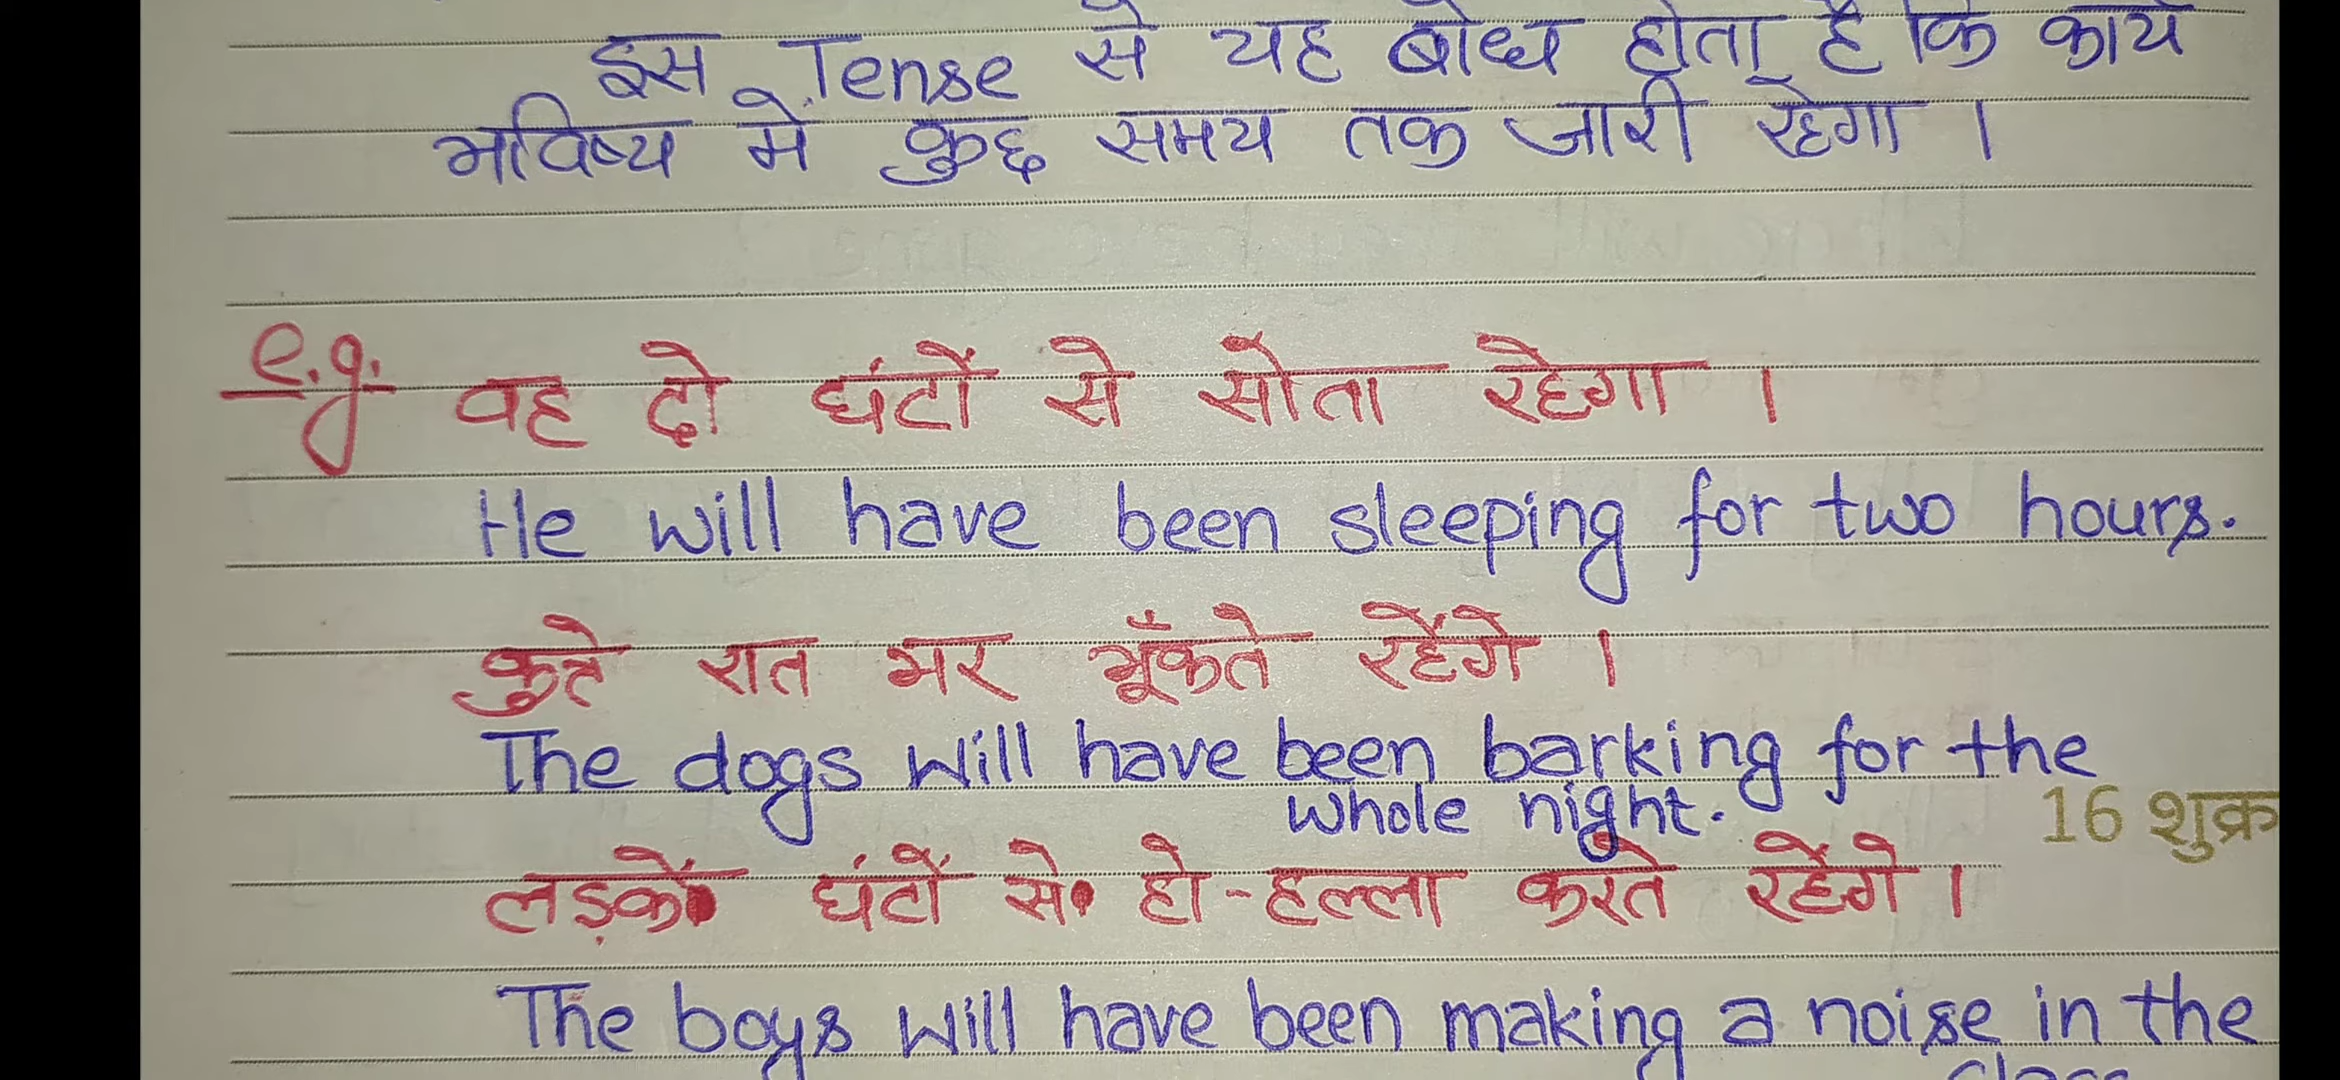 इस Tense से यह बोध होता है कि कार्य
भविष्य में कुछ समय तक जारी रहेगा ।
e.g. वह दो घंटों से सोता रहेगा ।
He will have been sleeping for two hours.
कुत्ते रात भर भूँकते रहेंगे ।
The dogs will have been barking for the
whole night.
16 शुक्र
लड़के घंटों से हो-हल्ला करते रहेंगे ।
The boys will have been making a noise in the
class